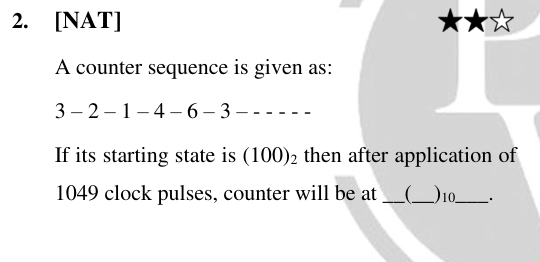 2. [NAT] ★★☆
A counter sequence is given as:
3 – 2 – 1 – 4 – 6 – 3 – - - - - -
If its starting state is (100)₂ then after application of
1049 clock pulses, counter will be at __(__)₁₀___.